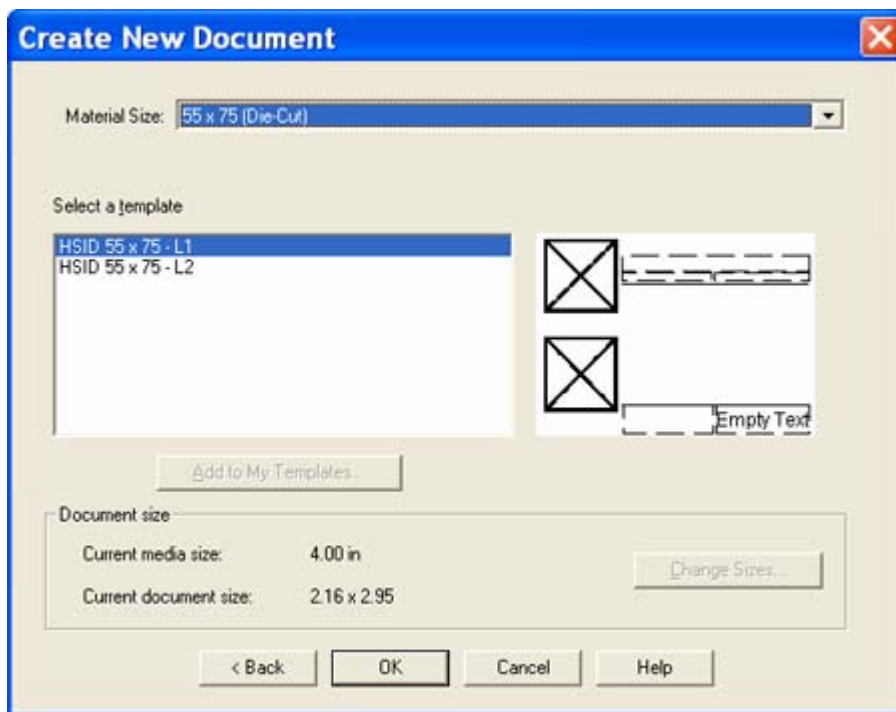 Create New Document
Material Size: 55 x 75 (Die-Cut)
Select a template
HSID 55 x 75 - L1
HSID 55 x 75 - L2
Empty Text
Add to My Templates...
Document size
Current media size: 4.00 in
Change Sizes...
Current document size: 2.16 x 2.95
< Back OK Cancel Help